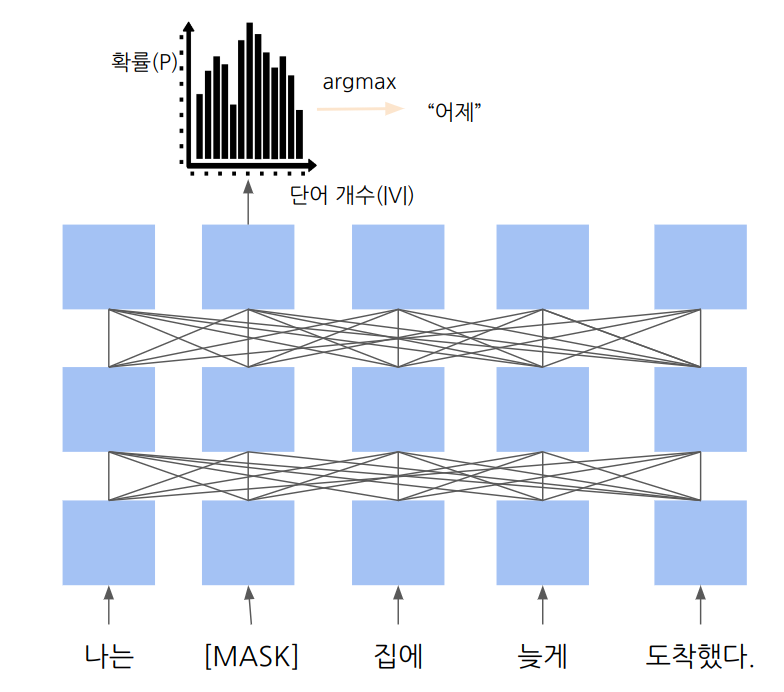 확률(P)
argmax
“어제”
단어 개수(|V|)
나는 [MASK] 집에 늦게 도착했다.